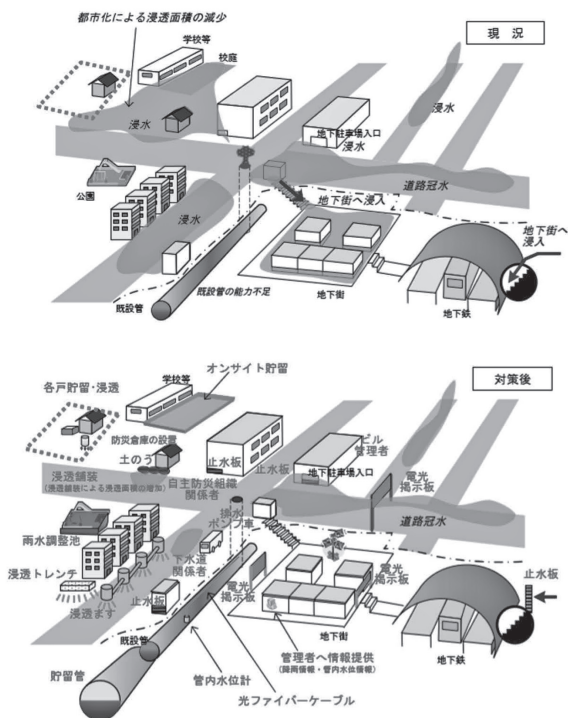 都市化による浸透面積の減少
現 況
学校等
校庭
浸水
浸水
地下駐車場入口
浸水
道路冠水
公園
浸水
地下街へ浸入
地下街へ
浸入
既設管の能力不足
既設管
地下街
地下鉄
対策後
オンサイト貯留
学校等
各戸貯留・浸透
防災倉庫の設置
土のう
止水板
止水板
ビル
管理者
地下駐車場入口
電光
掲示板
浸透舗装
(浸透舗装による浸透面積の増加)
自主防災組織
関係者
道路冠水
排水
ポンプ車
雨水調整池
下水道
関係者
浸透トレンチ
浸透ます
止水板
電光
掲示板
電光
掲示板
止水板
既設管
地下街
地下鉄
管理者へ情報提供
(降雨情報・管内水位情報)
貯留管
管内水位計
光ファイバーケーブル